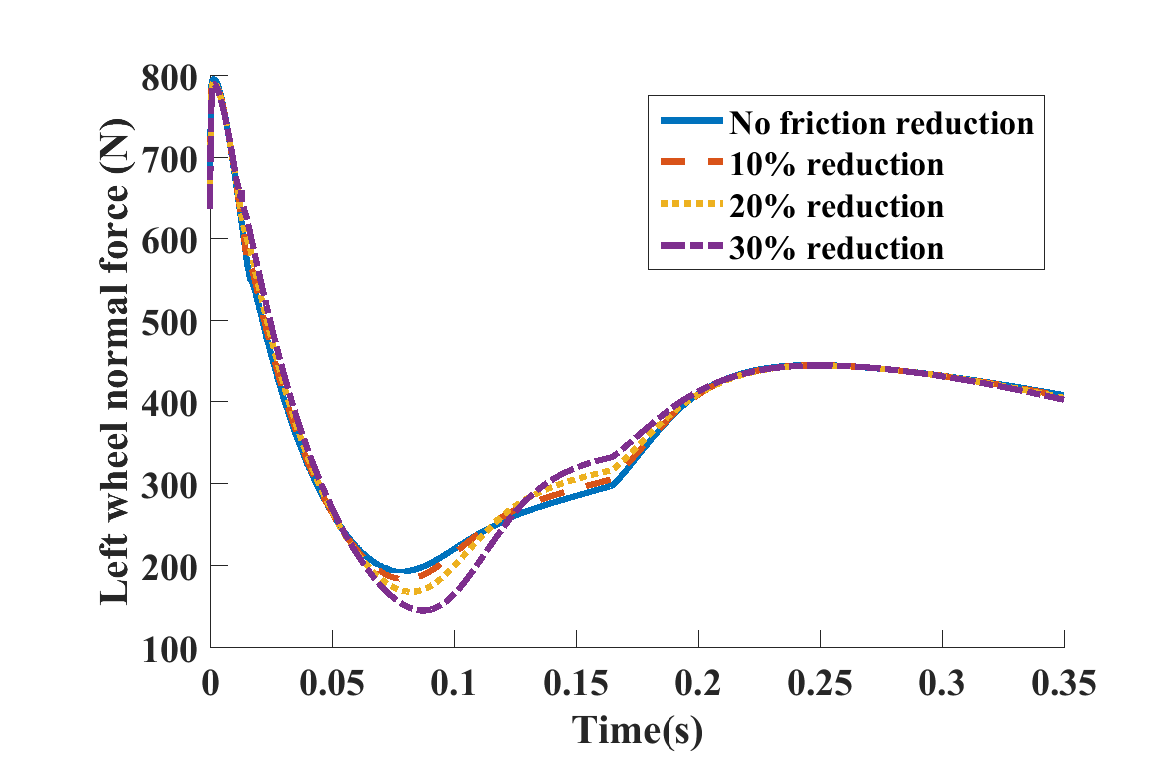 800
700
600
500
400
300
200
100
0
0.05
0.1
0.15
0.2
0.25
0.3
0.35
Left wheel normal force (N)
Time(s)
No friction reduction
10% reduction
20% reduction
30% reduction